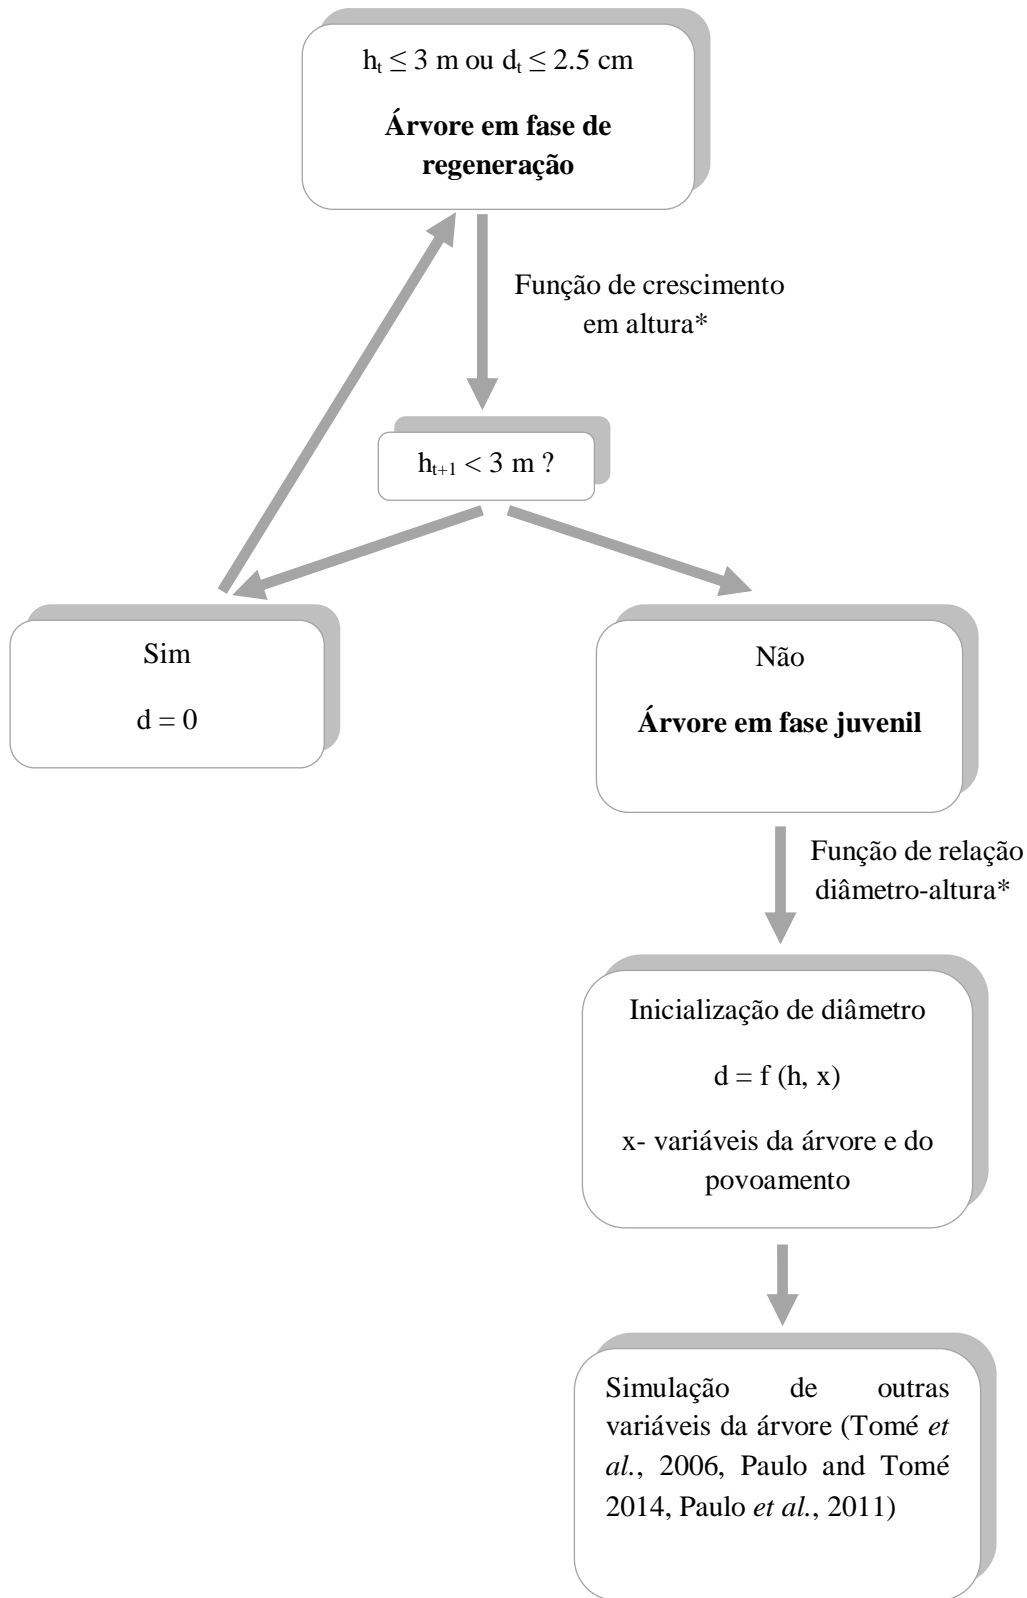 hₜ ≤ 3 m ou dₜ ≤ 2.5 cm
Árvore em fase de
regeneração
Função de crescimento
em altura*
hₜ₊₁ < 3 m ?
Sim
d = 0
Não
Árvore em fase juvenil
Função de relação
diâmetro-altura*
Inicialização de diâmetro
d = f (h, x)
x- variáveis da árvore e do
povoamento
Simulação de outras
variáveis da árvore (Tomé et
al., 2006, Paulo and Tomé
2014, Paulo et al., 2011)